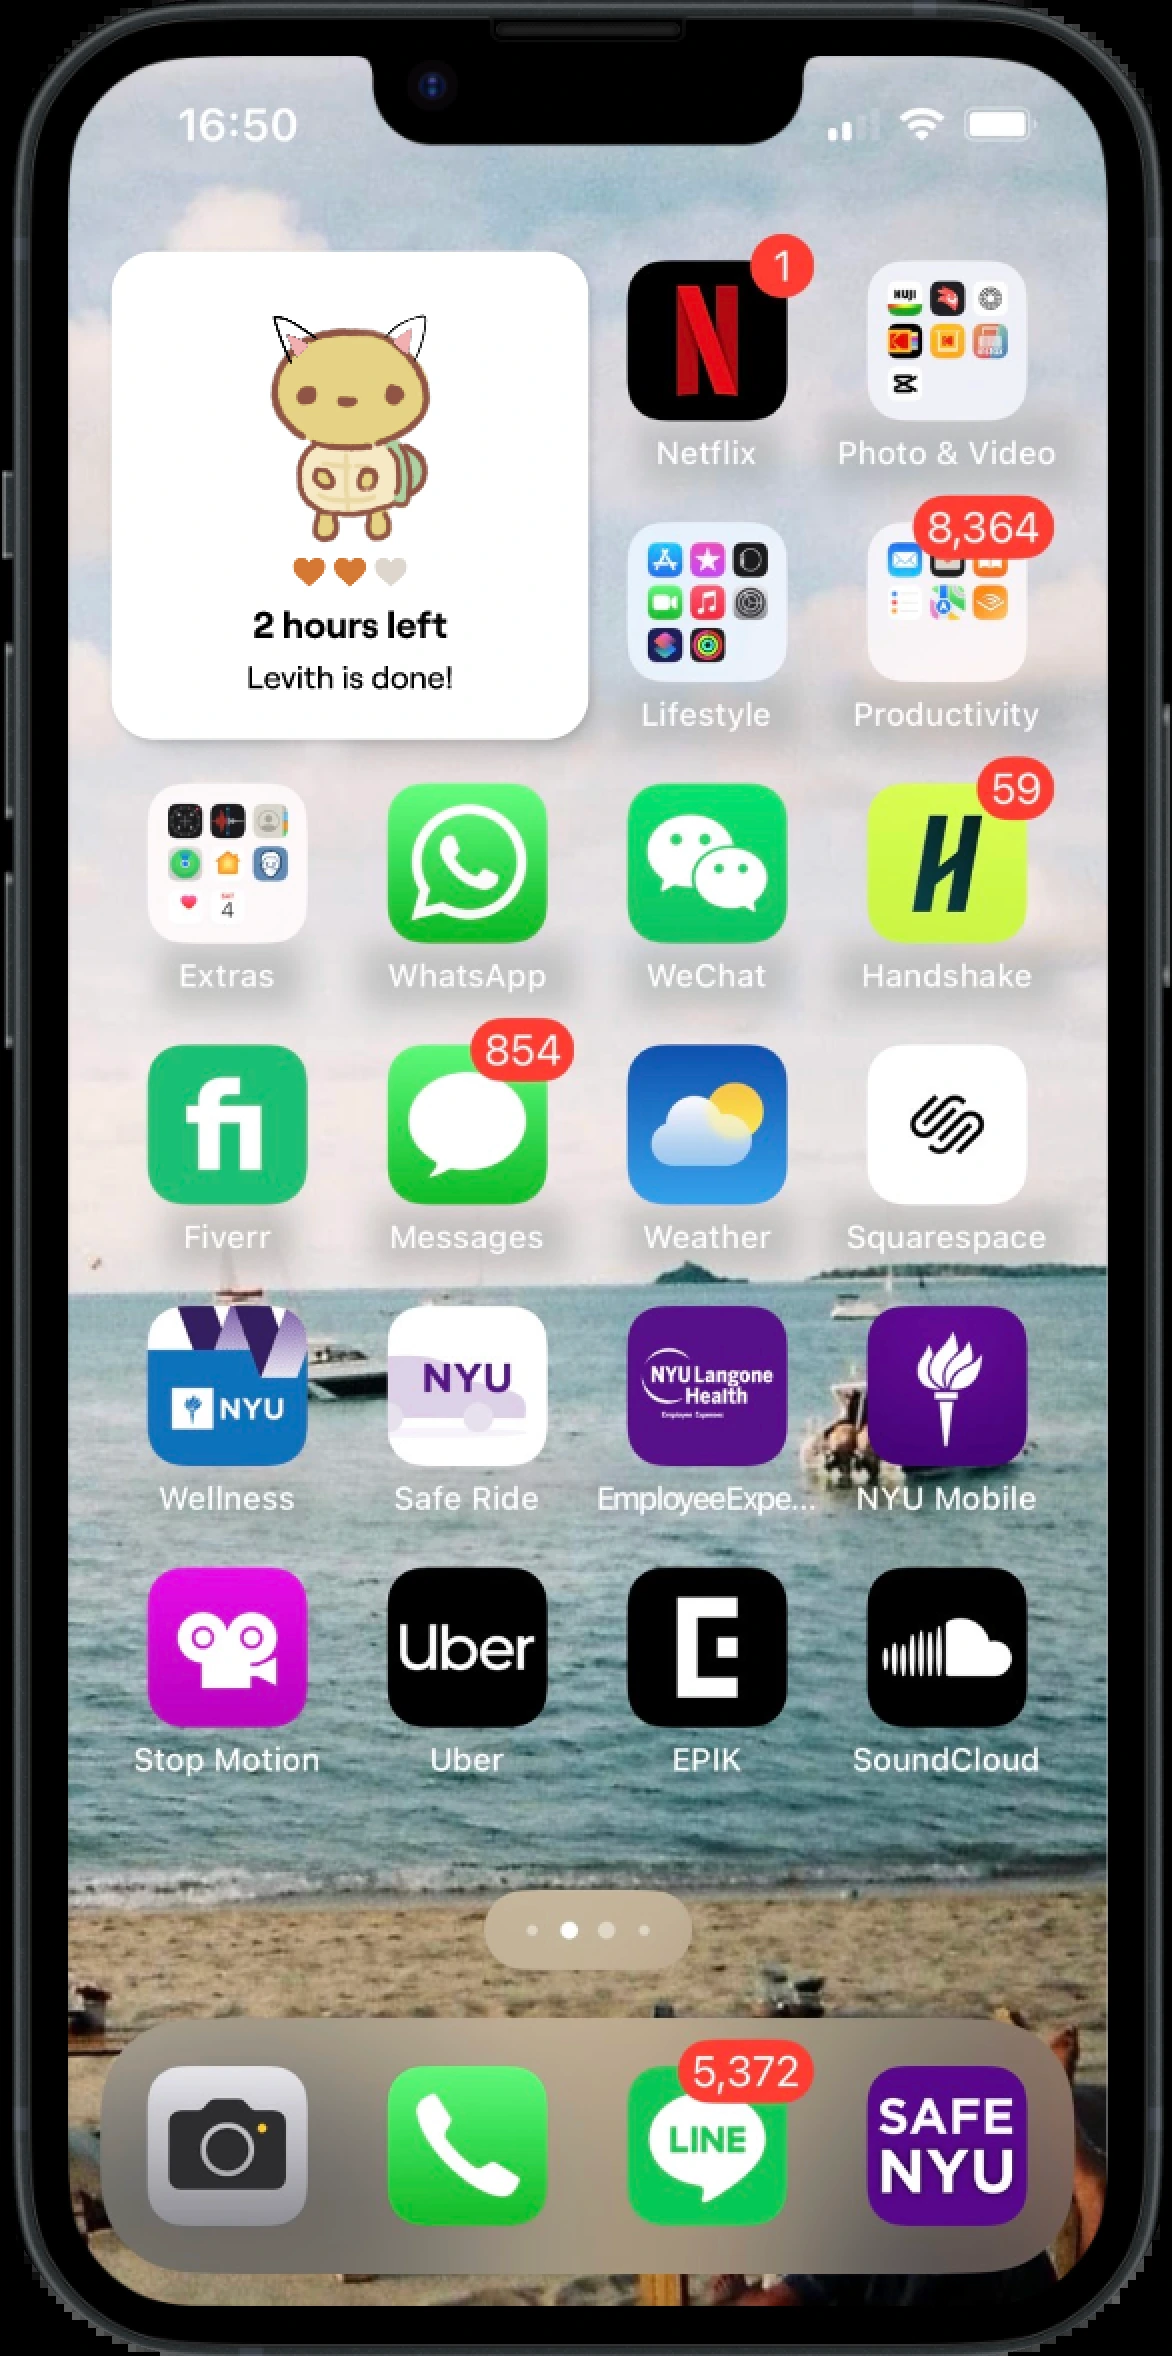 16:50
2 hours left
Levith is done!
1
Netflix
HUJI
Photo & Video
Lifestyle
8,364
Productivity
4
Extras
WhatsApp
WeChat
59
Handshake
fi
Fiverr
854
Messages
Weather
Squarespace
NYU
Wellness
NYU
Safe Ride
NYU Langone
Health
EmployeeExpe...
NYU Mobile
Stop Motion
Uber
Uber
EPIK
SoundCloud
5,372
LINE
SAFE
NYU